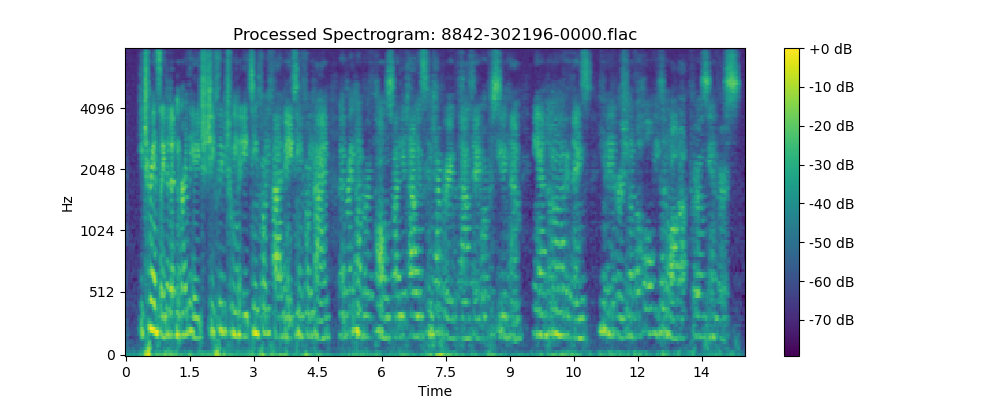 Processed Spectrogram: 8842-302196-0000.flac
+0 dB
-10 dB
-20 dB
-30 dB
-40 dB
-50 dB
-60 dB
-70 dB
Hz
4096
2048
1024
512
0
0 1.5 3 4.5 6 7.5 9 10 12 14
Time